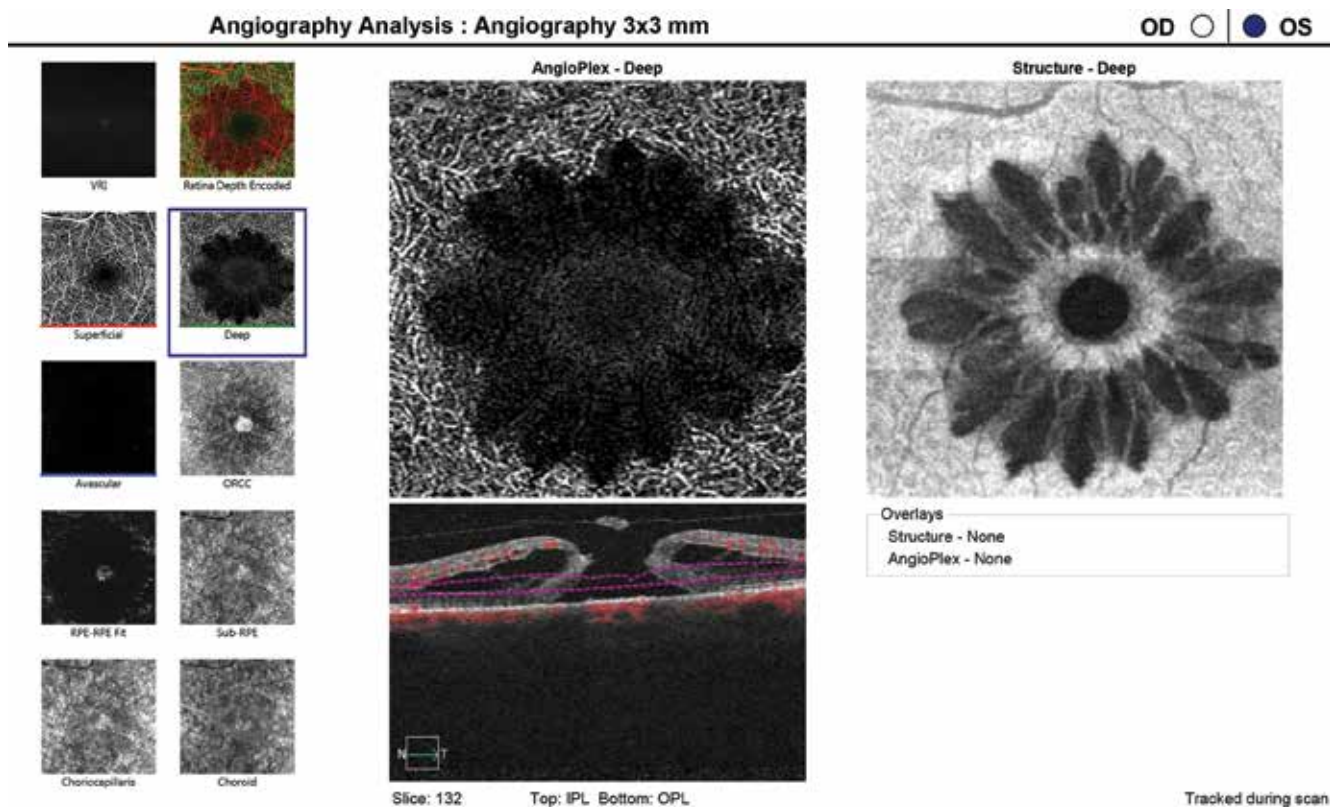 Angiography Analysis : Angiography 3x3 mm
OD OS
AngioPlex - Deep
Structure - Deep
VRI
Retina Depth Encoded
Superficial
Deep
Avascular
ORCC
RPE-RPE Fit
Sub-RPE
Choriocapillaris
Choroid
Overlays
Structure - None
AngioPlex - None
N T
Slice: 132 Top: IPL Bottom: OPL
Tracked during scan